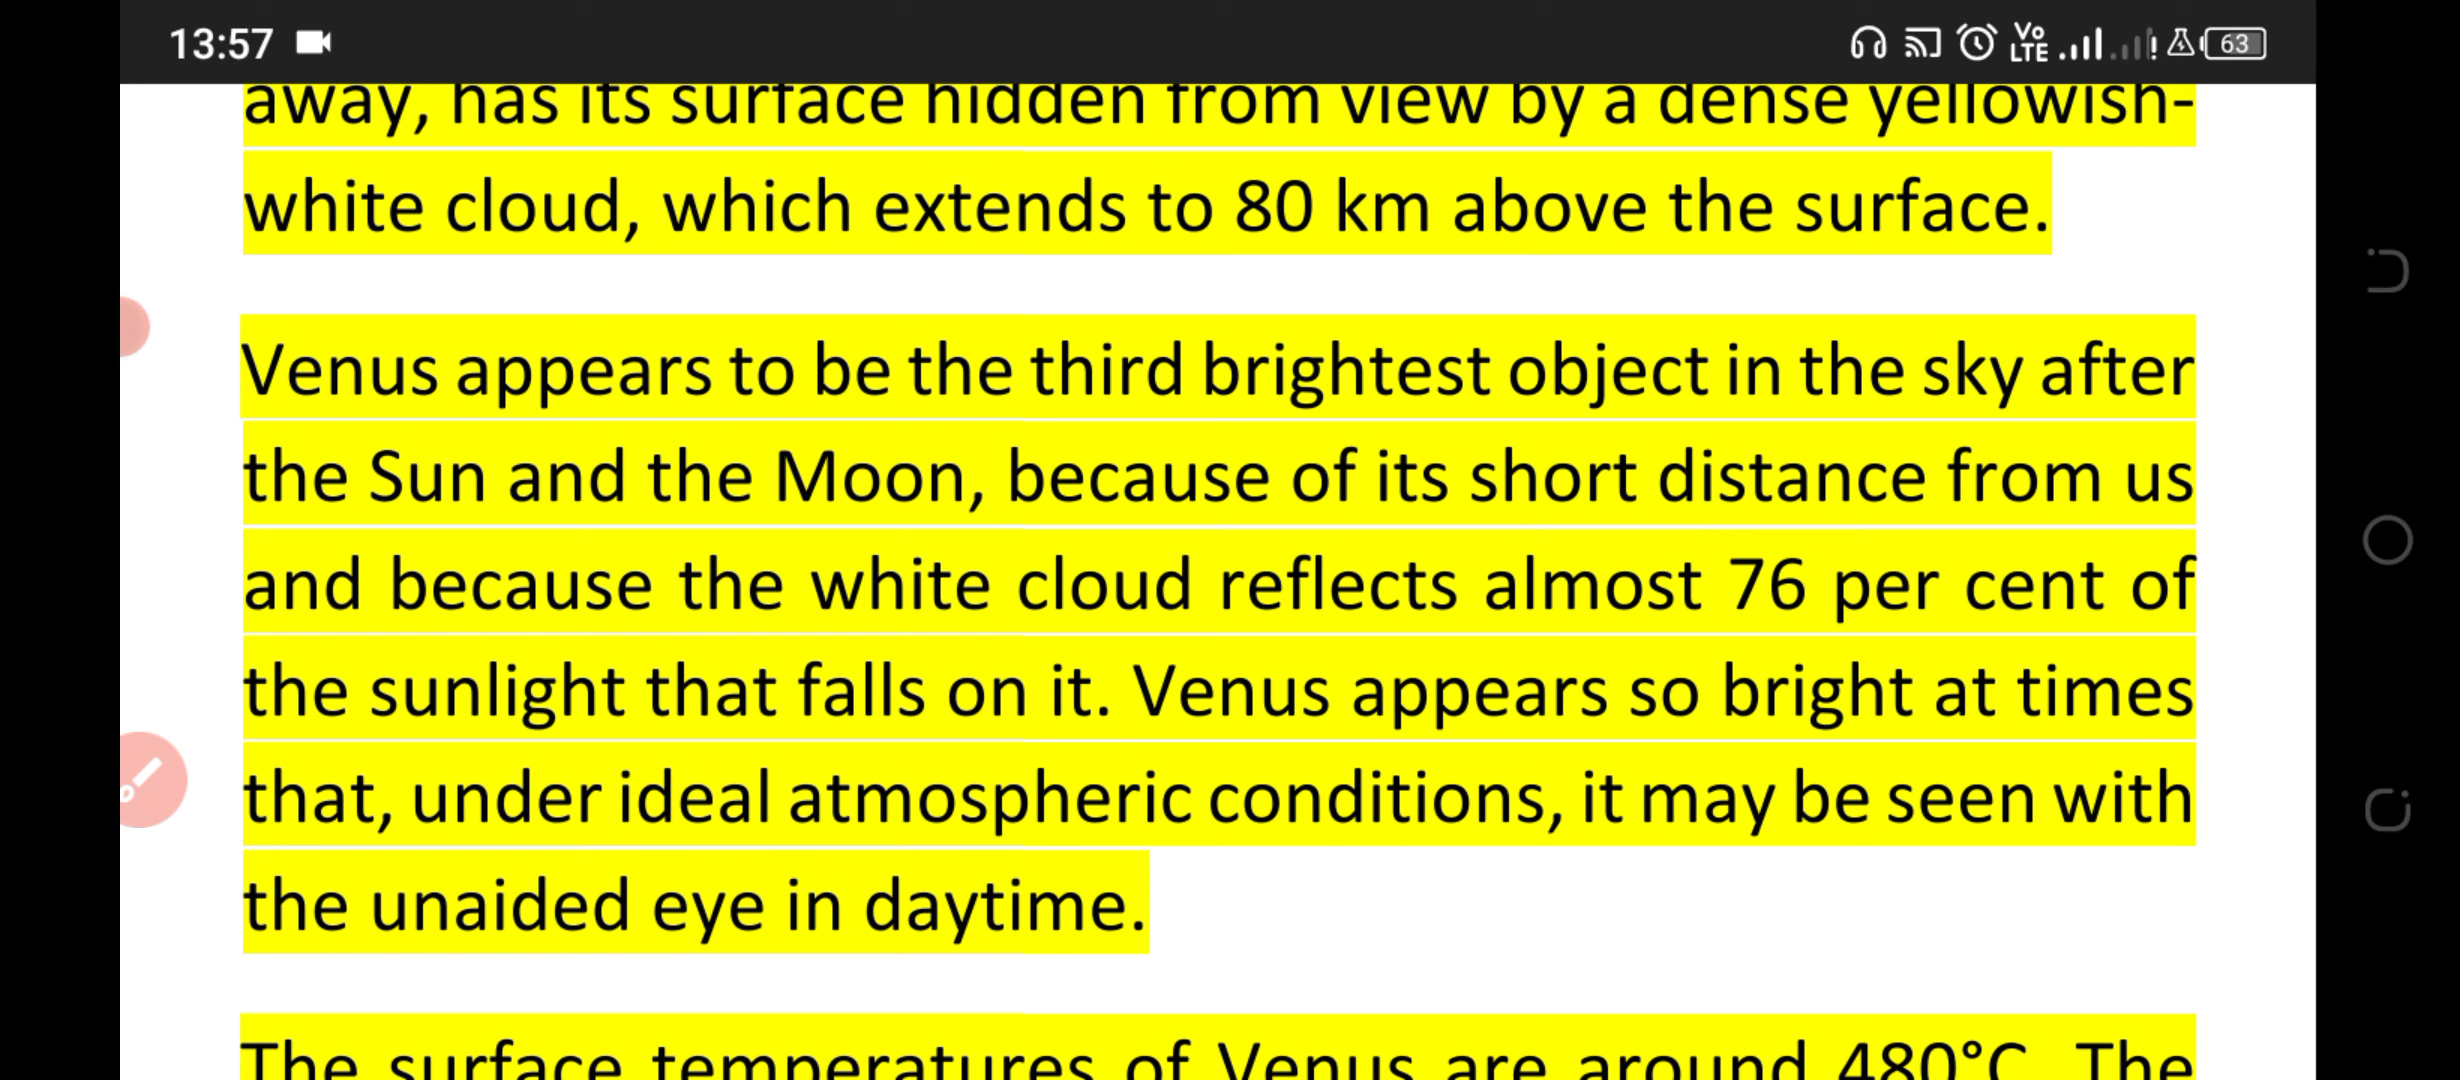 13:57 Vo LTE 63
away, has its surface hidden from view by a dense yellowish-
white cloud, which extends to 80 km above the surface.
Venus appears to be the third brightest object in the sky after
the Sun and the Moon, because of its short distance from us
and because the white cloud reflects almost 76 per cent of
the sunlight that falls on it. Venus appears so bright at times
that, under ideal atmospheric conditions, it may be seen with
the unaided eye in daytime.
The surface temperatures of Venus are around 480°C. The